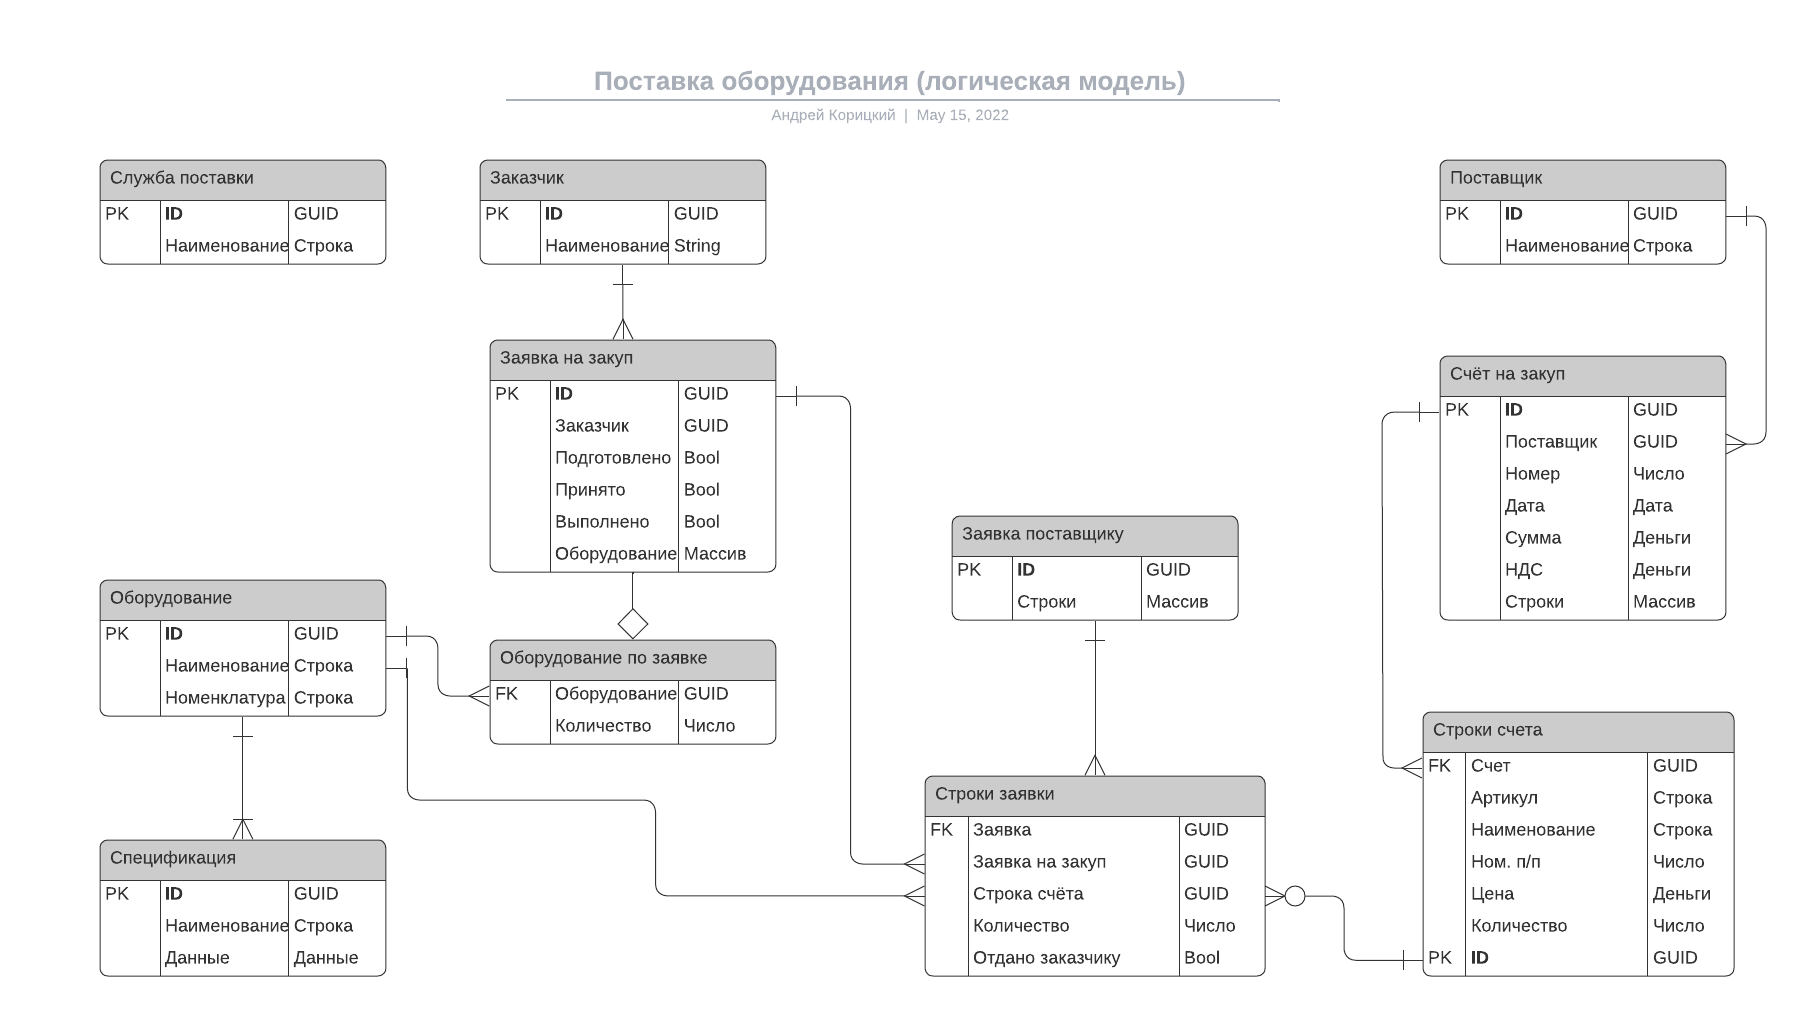 Поставка оборудования (логическая модель)
Андрей Корицкий | May 15, 2022
Служба поставки
PK ID GUID
Наименование Строка
Заказчик
PK ID GUID
Наименование String
Поставщик
PK ID GUID
Наименование Строка
Заявка на закуп
PK ID GUID
Заказчик GUID
Подготовлено Bool
Принято Bool
Выполнено Bool
Оборудование Массив
Счёт на закуп
PK ID GUID
Поставщик GUID
Номер Число
Дата Дата
Сумма Деньги
НДС Деньги
Строки Массив
Заявка поставщику
PK ID GUID
Строки Массив
Оборудование
PK ID GUID
Наименование Строка
Номенклатура Строка
Оборудование по заявке
FK Оборудование GUID
Количество Число
Строки счета
FK Счет GUID
Артикул Строка
Наименование Строка
Ном. п/п Число
Цена Деньги
Количество Число
PK ID GUID
Строки заявки
FK Заявка GUID
Заявка на закуп GUID
Строка счёта GUID
Количество Число
Отдано заказчику Bool
Спецификация
PK ID GUID
Наименование Строка
Данные Данные